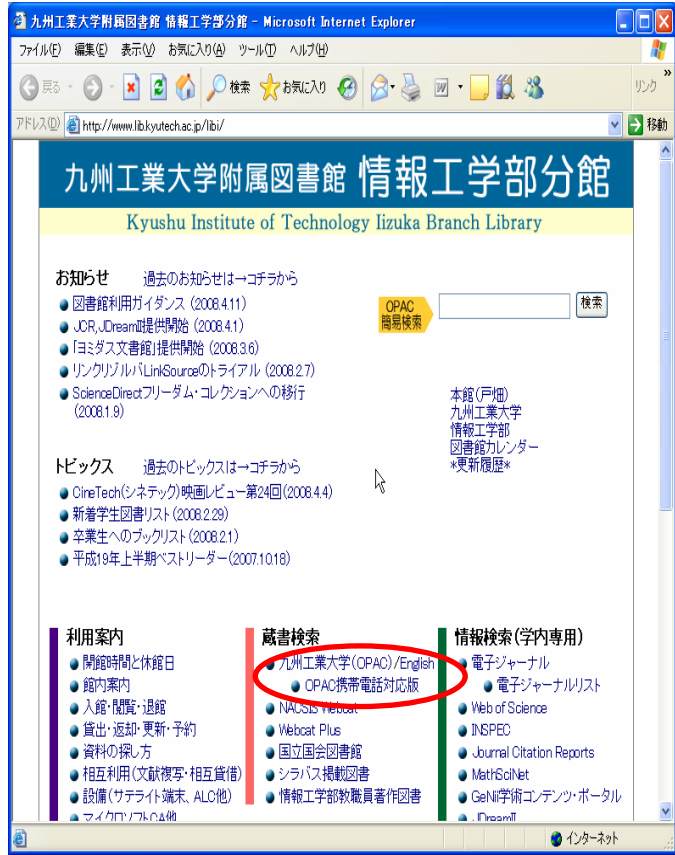 九州工業大学附属図書館 情報工学部分館 - Microsoft Internet Explorer
ファイル(F) 編集(E) 表示(V) お気に入り(A) ツール(T) ヘルプ(H)
戻る 検索 お気に入り リンク
アドレス(D) http://www.lib.kyutech.ac.jp/libi/ 移動
九州工業大学附属図書館 情報工学部分館
Kyushu Institute of Technology Iizuka Branch Library
お知らせ 過去のお知らせは→コチラから
図書館利用ガイダンス (2008.4.11)
JCR,JDreamⅡ提供開始 (2008.4.1)
「ヨミダス文書館」提供開始 (2008.3.6)
リンクリゾルバLinkSourceのトライアル (2008.2.7)
ScienceDirectフリーダム・コレクションへの移行
(2008.1.9)
OPAC
簡易検索
検索
本館(戸畑)
九州工業大学
情報工学部
図書館カレンダー
*更新履歴*
トピックス 過去のトピックスは→コチラから
CineTech(シネテック)映画レビュー第24回(2008.4.4)
新着学生図書リスト(2008.2.29)
卒業生へのブックリスト(2008.2.1)
平成19年上半期ベストリーダー(2007.10.18)
利用案内
開館時間と休館日
館内案内
入館・閲覧・退館
貸出・返却・更新・予約
資料の探し方
相互利用(文献複写・相互貸借)
設備(サテライト端末、ALC他)
マイクロソフトCA他
蔵書検索
九州工業大学(OPAC)/English
OPAC携帯電話対応版
NACSIS Webcat
Webcat Plus
国立国会図書館
シラバス掲載図書
情報工学部教職員著作図書
情報検索(学内専用)
電子ジャーナル
電子ジャーナルリスト
Web of Science
INSPEC
Journal Citation Reports
MathSciNet
GeNii学術コンテンツ・ポータル
JDreamⅡ
インターネット